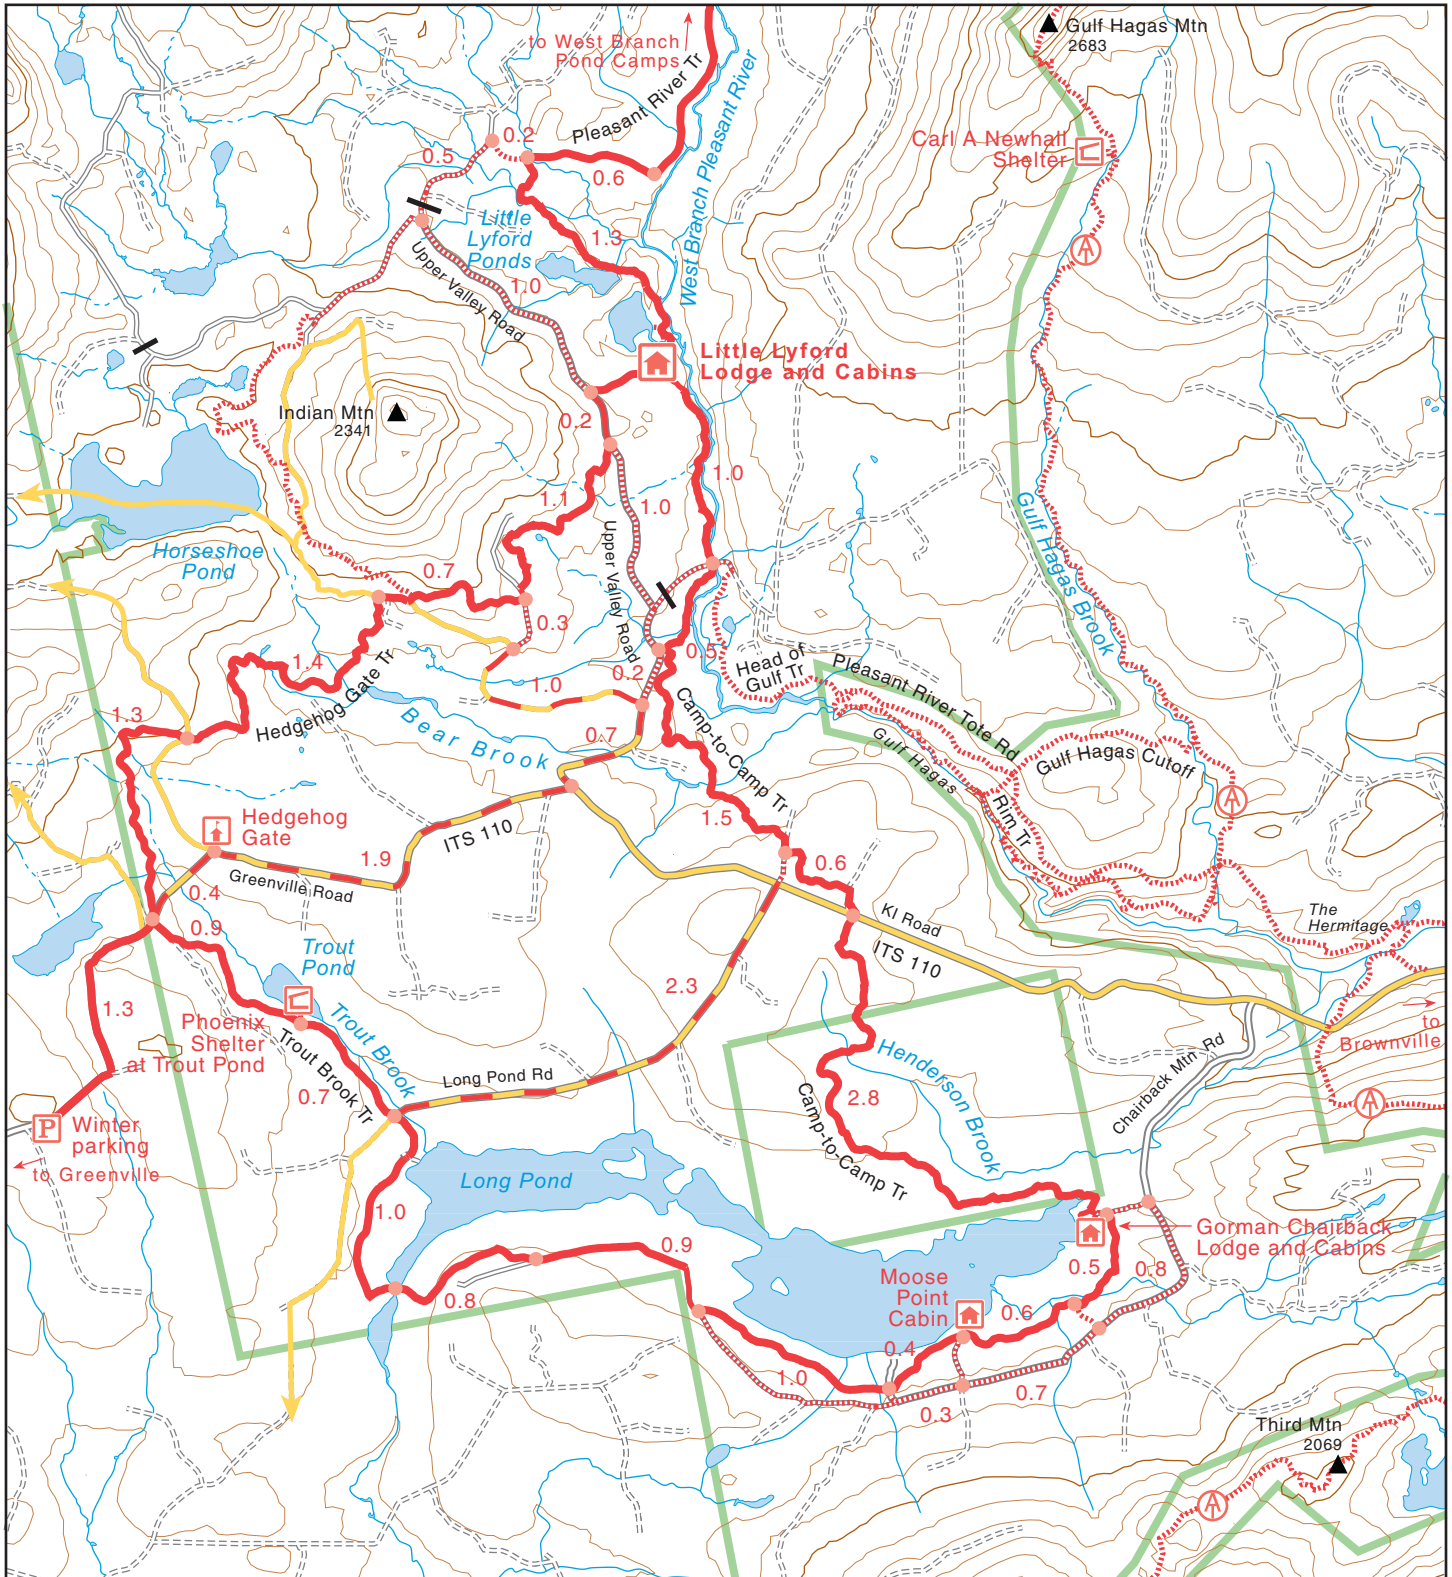 Gulf Hagas Mtn
2683
to West Branch
Pond Camps
Pleasant River Tr
West Branch Pleasant River
0.2
0.5
0.6
Carl A Newhall
Shelter
Little
Lyford
Ponds
1.3
A
Upper Valley Road
1.0
Little Lyford
Lodge and Cabins
Indian Mtn
2341
0.2
1.0
1.1
1.0
Gulf Hagas Brook
Horseshoe
Pond
0.7
Upper Valley Road
0.3
0.5
Head of
Gulf Tr
1.4
Hedgehog Gate Tr
1.0
0.2
Pleasant River Tote Rd
Camp-to-Camp Tr
1.3
Bear Brook
0.7
Gulf Hagas
Gulf Hagas Cutoff
A
Rim Tr
Hedgehog
Gate
ITS 110
1.5
1.9
0.6
Greenville Road
0.4
0.9
KI Road
ITS 110
The
Hermitage
Trout
Pond
2.3
1.3
Phoenix
Shelter
at Trout Pond
Trout Brook
Trout Brook Tr
to
Brownville
Henderson Brook
Chairback Mtn Rd
Long Pond Rd
0.7
Camp-to-Camp Tr
2.8
A
P
Winter
parking
to Greenville
Long Pond
1.0
Gorman Chairback
Lodge and Cabins
0.9
0.5
0.8
Moose
Point
Cabin
0.8
0.6
0.4
1.0
0.7
0.3
Third Mtn
2069
A